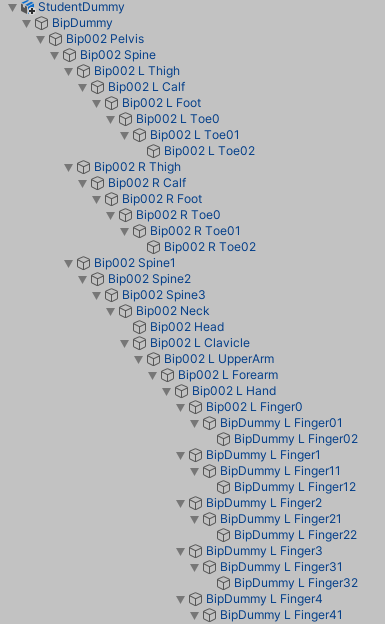 StudentDummy
BipDummy
Bip002 Pelvis
Bip002 Spine
Bip002 L Thigh
Bip002 L Calf
Bip002 L Foot
Bip002 L Toe0
Bip002 L Toe01
Bip002 L Toe02
Bip002 R Thigh
Bip002 R Calf
Bip002 R Foot
Bip002 R Toe0
Bip002 R Toe01
Bip002 R Toe02
Bip002 Spine1
Bip002 Spine2
Bip002 Spine3
Bip002 Neck
Bip002 Head
Bip002 L Clavicle
Bip002 L UpperArm
Bip002 L Forearm
Bip002 L Hand
Bip002 L Finger0
BipDummy L Finger01
BipDummy L Finger02
BipDummy L Finger1
BipDummy L Finger11
BipDummy L Finger12
BipDummy L Finger2
BipDummy L Finger21
BipDummy L Finger22
BipDummy L Finger3
BipDummy L Finger31
BipDummy L Finger32
BipDummy L Finger4
BipDummy L Finger41